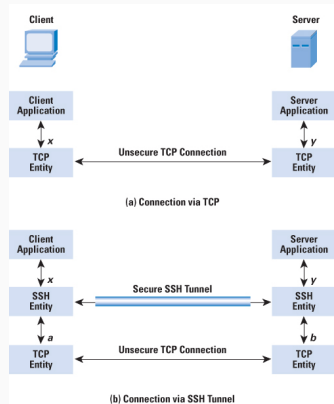 Client
Server
Client
Application
Server
Application
x
y
TCP
Entity
Unsecure TCP Connection
TCP
Entity
(a) Connection via TCP
Client
Application
Server
Application
x
y
SSH
Entity
Secure SSH Tunnel
SSH
Entity
a
b
TCP
Entity
Unsecure TCP Connection
TCP
Entity
(b) Connection via SSH Tunnel